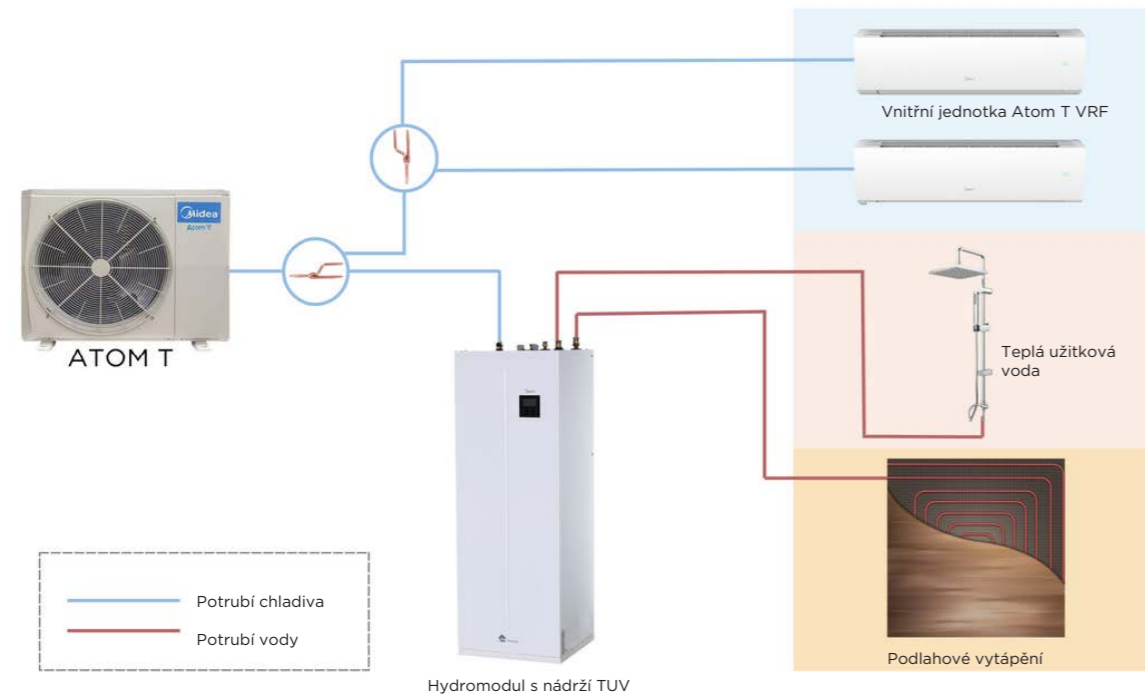 Vnitřní jednotka Atom T VRF
Midea
Atom T
ATOM T
Teplá užitková
voda
Potrubí chladiva
Potrubí vody
Podlahové vytápění
Hydromodul s nádrží TUV